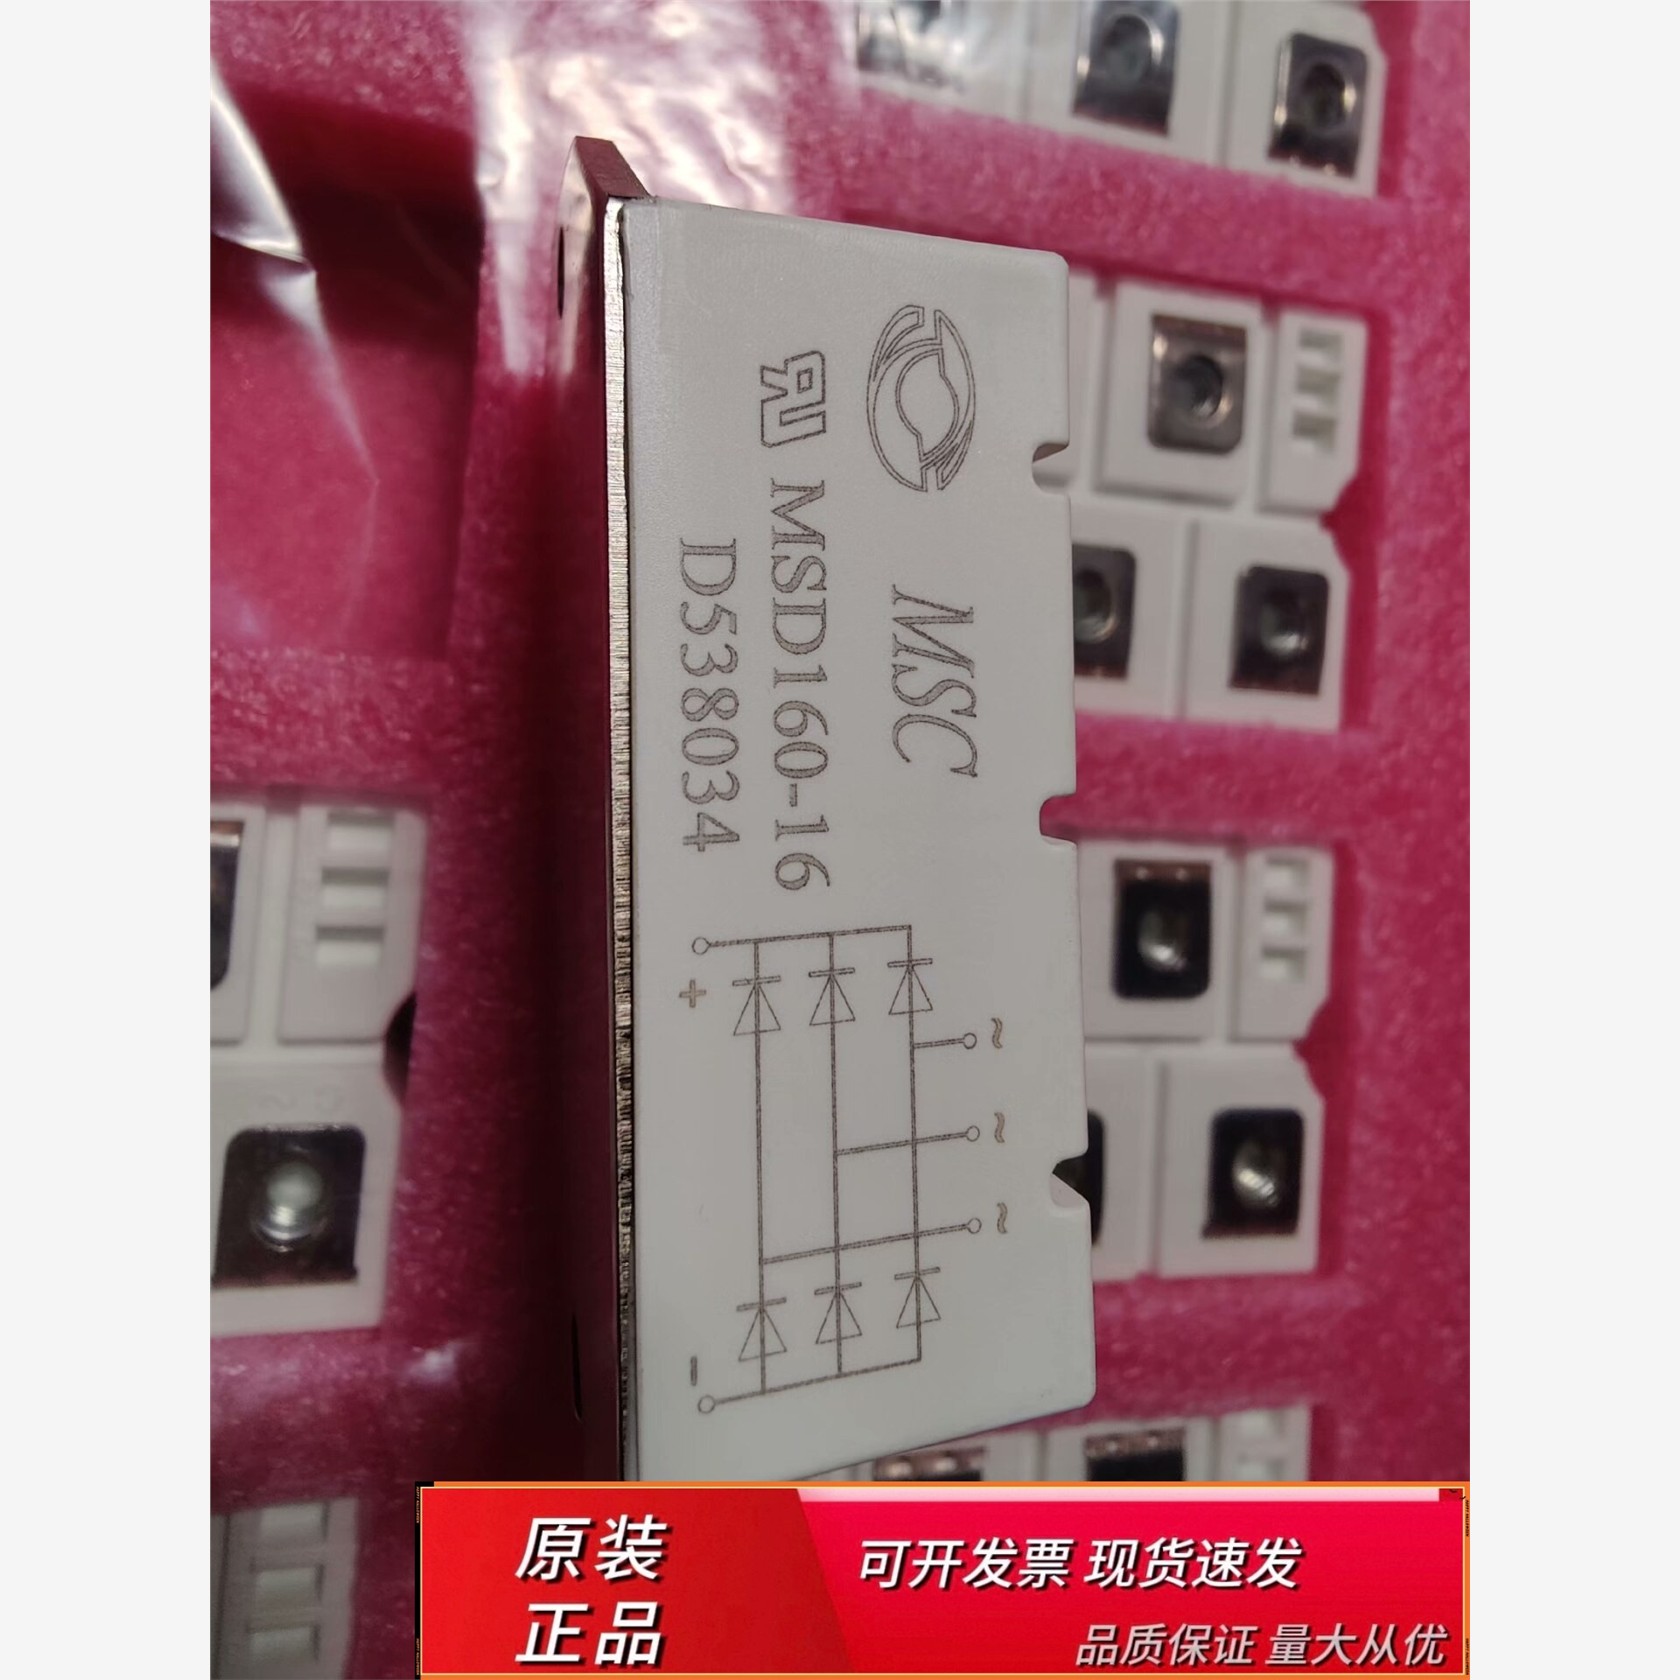 MSC
MSD160-16
D538034
+
~
~
~
-
原装
正品
可开发票 现货速发
品质保证 量大从优